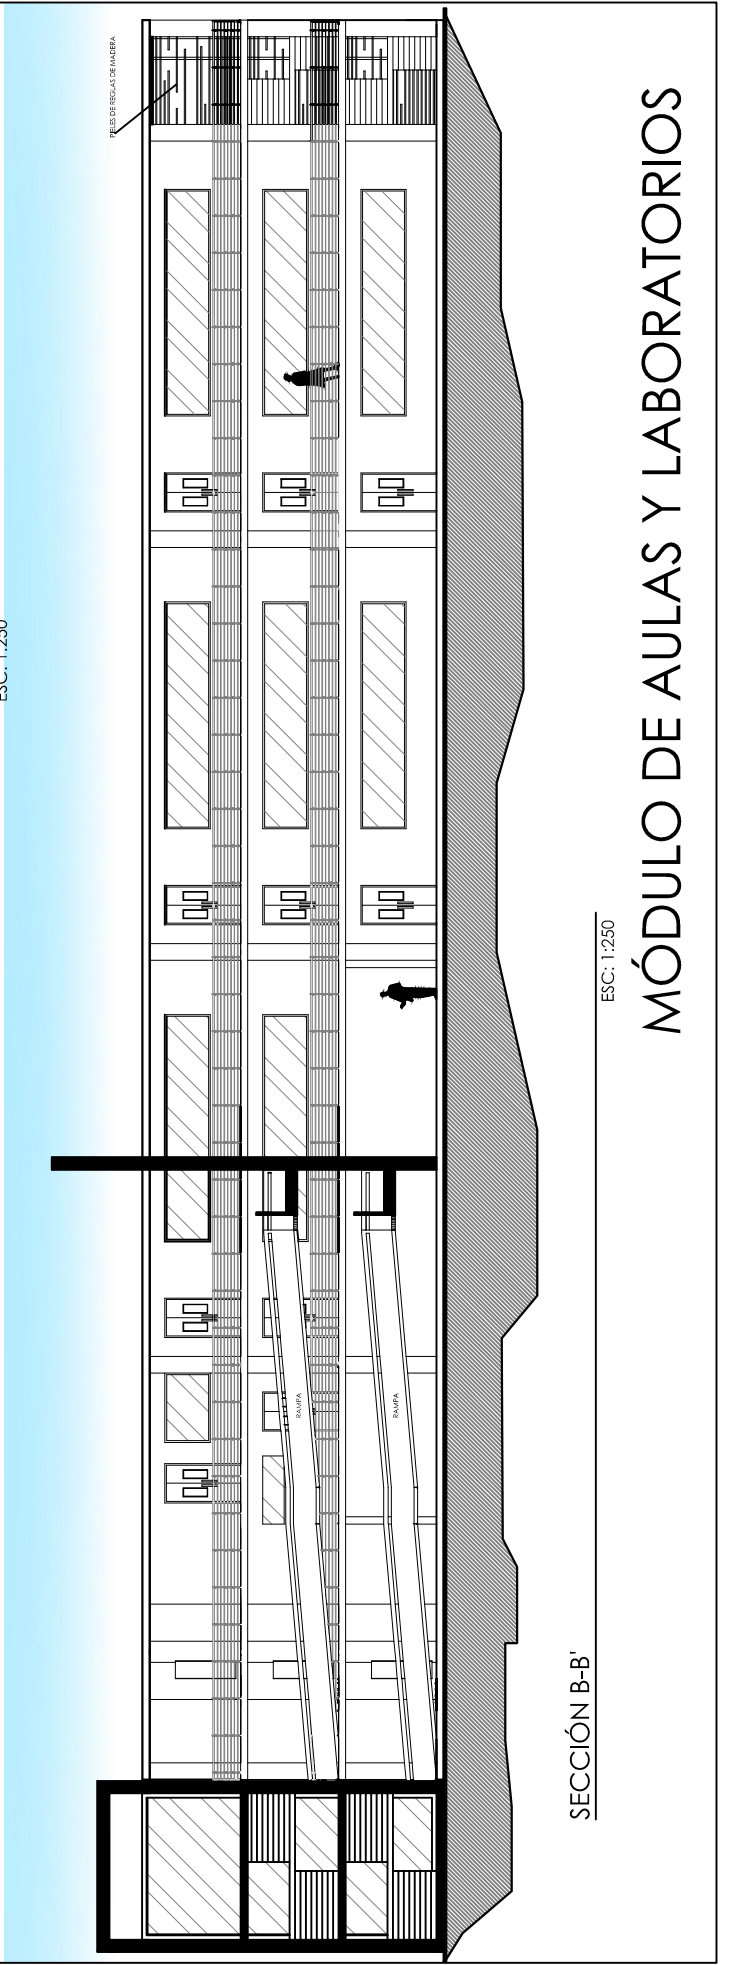 PIELES DE REGLAS DE MADERA
ESC: 1:250
RAMPA
RAMPA
SECCIÓN B-B'
ESC: 1:250
MÓDULO DE AULAS Y LABORATORIOS